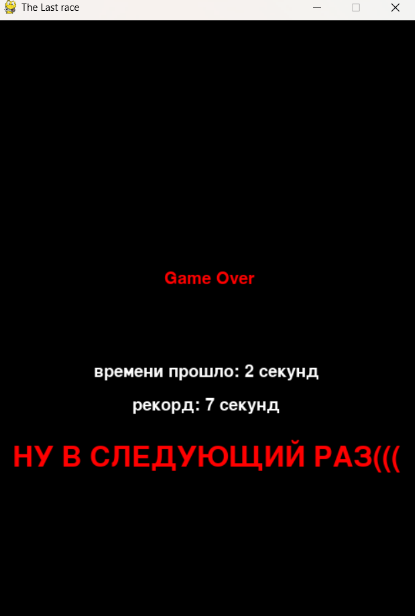 The Last race
Game Over
времени прошло: 2 секунд
рекорд: 7 секунд
НУ В СЛЕДУЮЩИЙ РАЗ(((